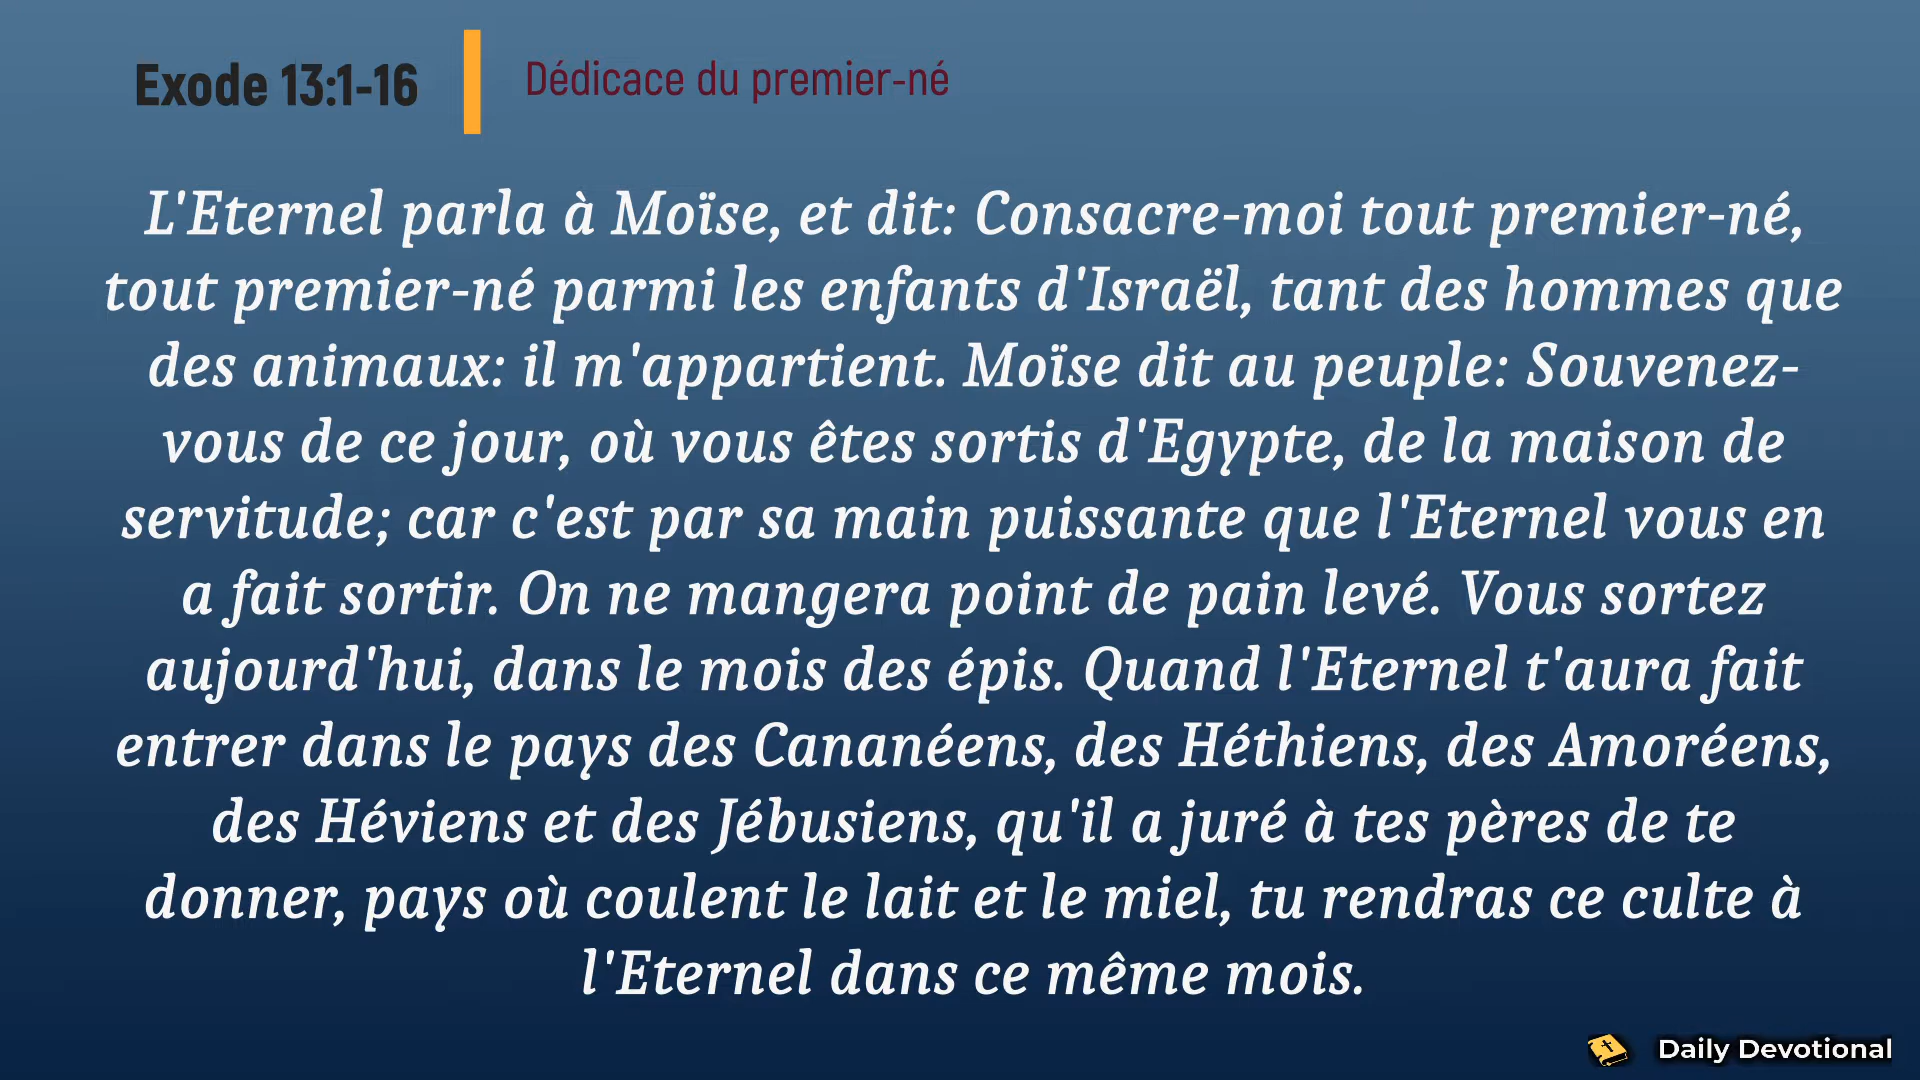 Exode 13:1-16
Dédicace du premier-né
L'Eternel parla à Moïse, et dit: Consacre-moi tout premier-né,
tout premier-né parmi les enfants d'Israël, tant des hommes que
des animaux: il m'appartient. Moïse dit au peuple: Souvenez-
vous de ce jour, où vous êtes sortis d'Egypte, de la maison de
servitude; car c'est par sa main puissante que l'Eternel vous en
a fait sortir. On ne mangera point de pain levé. Vous sortez
aujourd'hui, dans le mois des épis. Quand l'Eternel t'aura fait
entrer dans le pays des Cananéens, des Héthiens, des Amoréens,
des Héviens et des Jébusiens, qu'il a juré à tes pères de te
donner, pays où coulent le lait et le miel, tu rendras ce culte à
l'Eternel dans ce même mois.
Daily Devotional